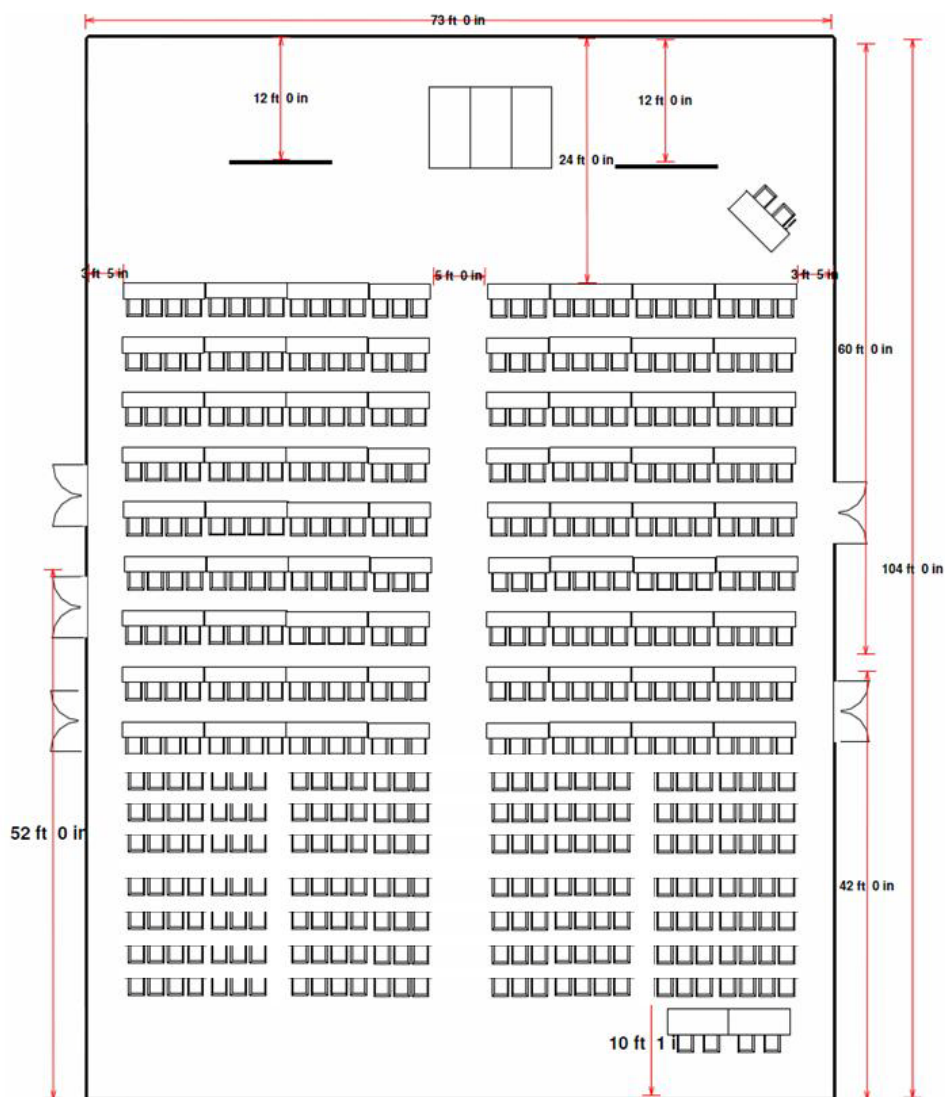 73 ft 0 in
12 ft 0 in
12 ft 0 in
24 ft 0 in
3 ft 5 in
5 ft 0 in
3 ft 5 in
60 ft 0 in
104 ft 0 in
52 ft 0 in
42 ft 0 in
10 ft 1 i